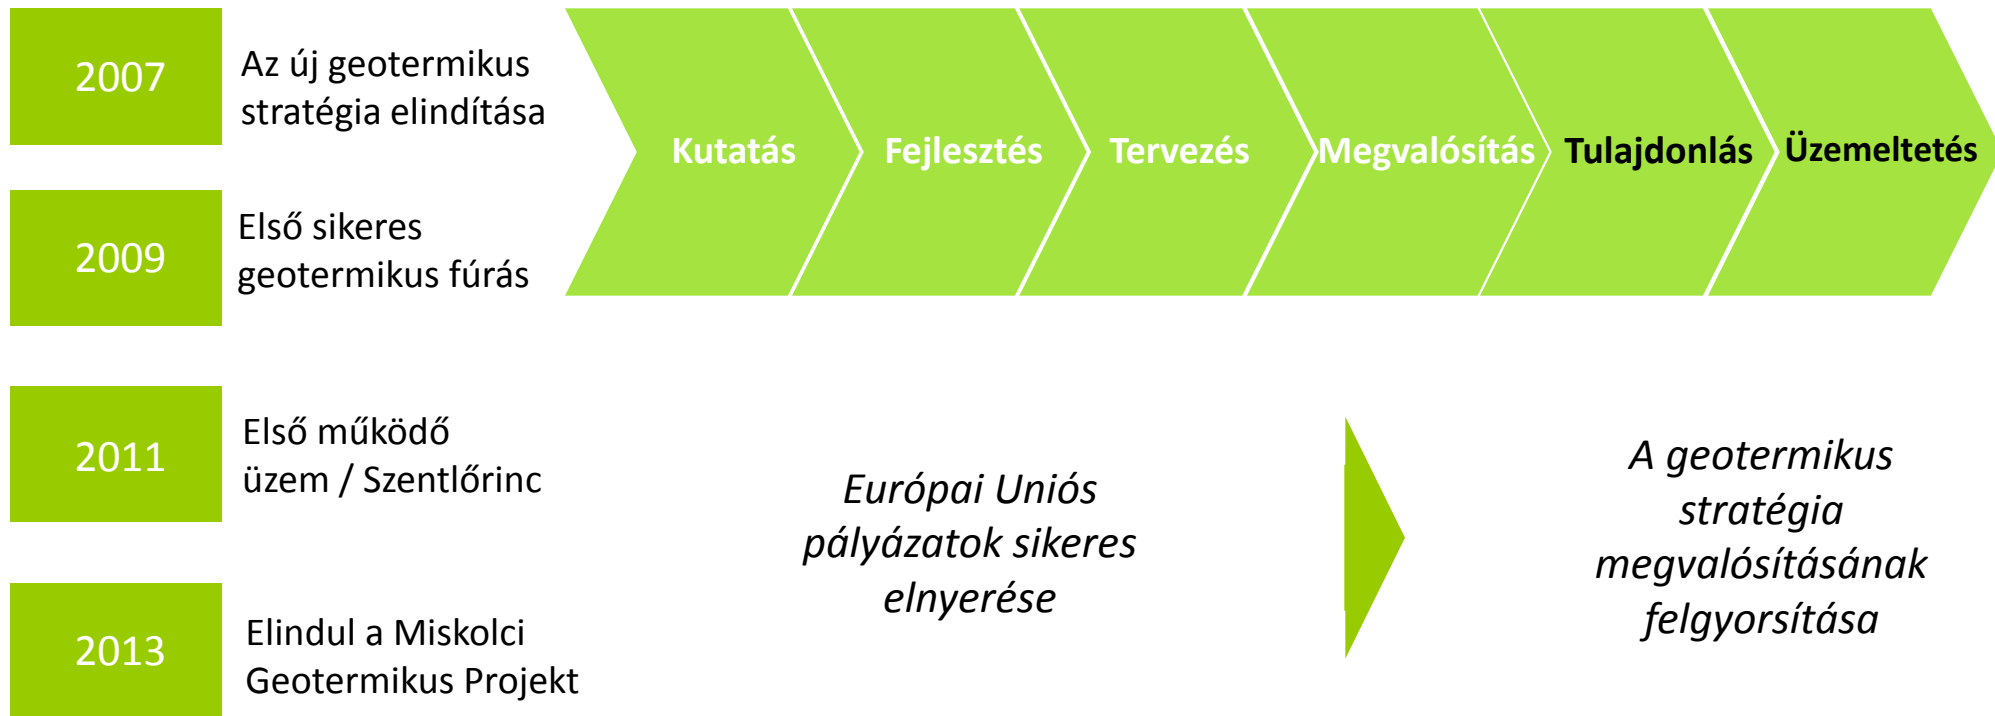 2007
Az új geotermikus
stratégia elindítása
2009
Első sikeres
geotermikus fúrás
2011
Első működő
üzem / Szentlőrinc
2013
Elindul a Miskolci
Geotermikus Projekt
Kutatás
Fejlesztés
Tervezés
Megvalósítás
Tulajdonlás
Üzemeltetés
Európai Uniós
pályázatok sikeres
elnyerése
A geotermikus
stratégia
megvalósításának
felgyorsítása